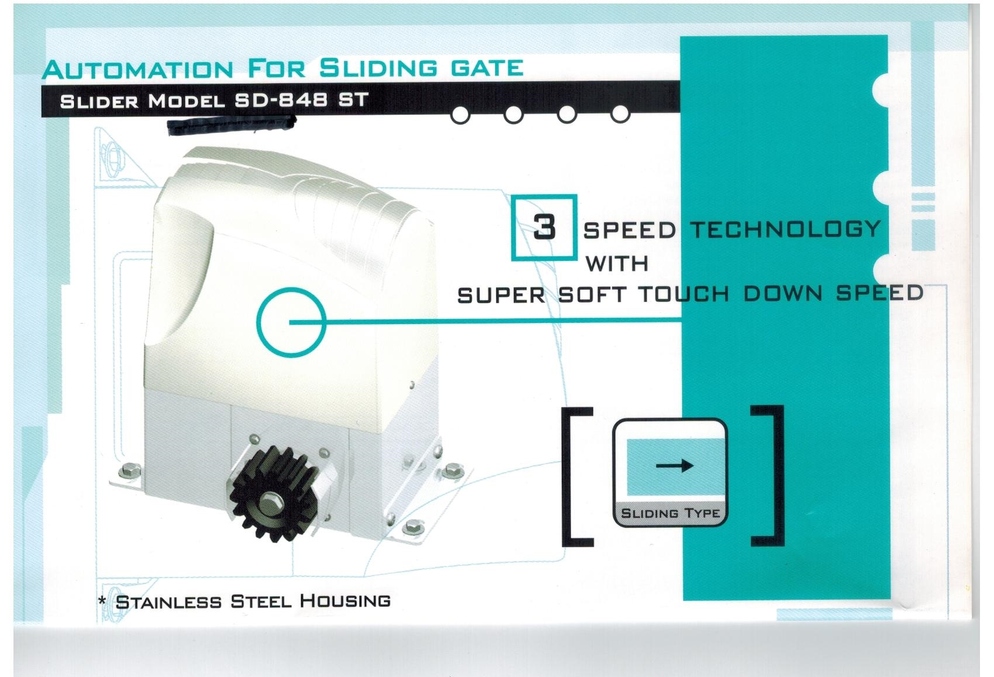 AUTOMATION FOR SLIDING GATE
SLIDER MODEL SD-848 ST
3 SPEED TECHNOLOGY
WITH
SUPER SOFT TOUCH DOWN SPEED
SLIDING TYPE
* STAINLESS STEEL HOUSING